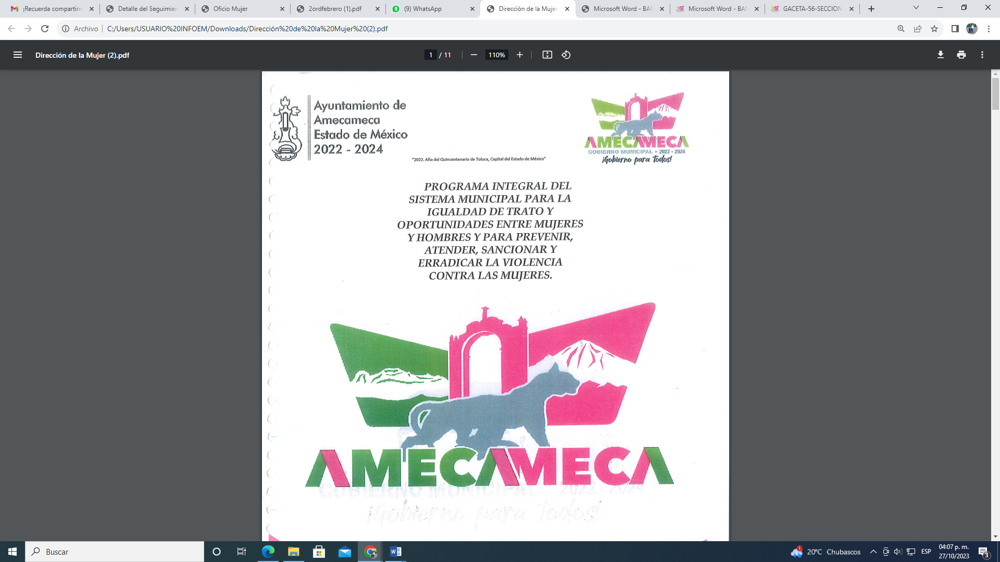 ¡Recuerda compartirn
Detalle del Seguimien
Oficio Mujer
2ordfebrero (1).pdf
(9) WhatsApp
Dirección de la Mujer
Microsoft Word - BAN
Microsoft Word - BAN
GACETA-56-SECCION
Archivo
C:/Users/USUARIO%20INFOEM/Downloads/Dirección%20de%20la%20Mujer%20(2).pdf
Dirección de la Mujer (2).pdf
1 / 11
110%
Ayuntamiento de
Amecameca
Estado de México
2022 - 2024
AMECAMECA
GOBIERNO MUNICIPAL • 2022 - 2024
¡Gobierno para Todos!
"2022. Año del Quincentenario de Toluca, Capital del Estado de México"
PROGRAMA INTEGRAL DEL
SISTEMA MUNICIPAL PARA LA
IGUALDAD DE TRATO Y
OPORTUNIDADES ENTRE MUJERES
Y HOMBRES Y PARA PREVENIR,
ATENDER, SANCIONAR Y
ERRADICAR LA VIOLENCIA
CONTRA LAS MUJERES.
AMECAMECA
GOBIERNO MUNICIPAL 2022 2024
¡Gobierno para Todos!
Buscar
1
20°C Chubascos
ESP
04:07 p. m.
27/10/2023
3